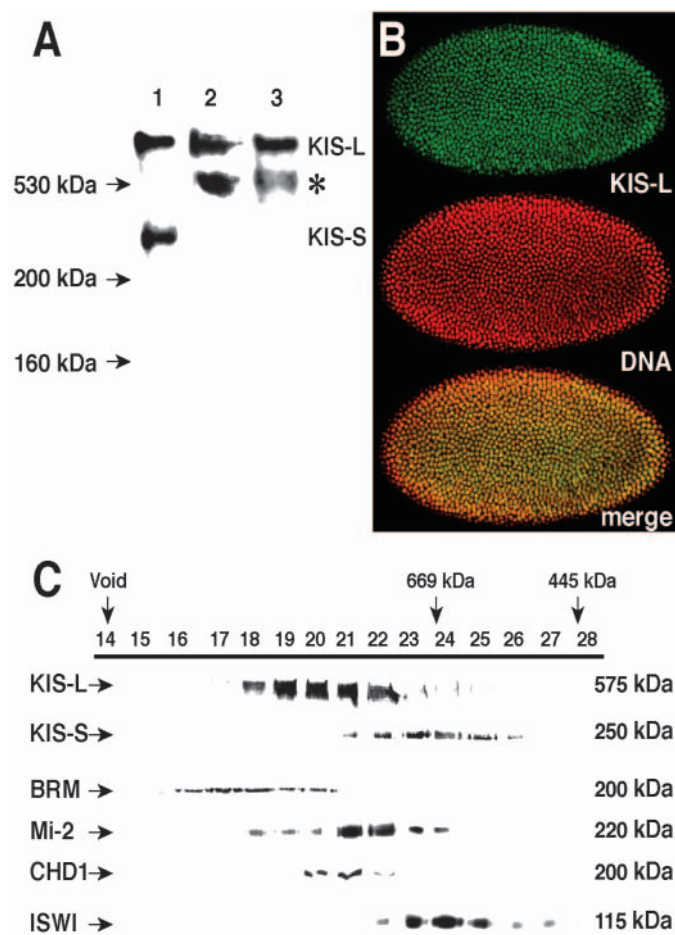 A
B
1 2 3
KIS-L
530 kDa →
*
KIS-S
200 kDa →
160 kDa →
KIS-L
DNA
merge
C
Void 669 kDa 445 kDa
14 15 16 17 18 19 20 21 22 23 24 25 26 27 28
KIS-L→ 575 kDa
KIS-S→ 250 kDa
BRM → 200 kDa
Mi-2 → 220 kDa
CHD1→ 200 kDa
ISWI → 115 kDa